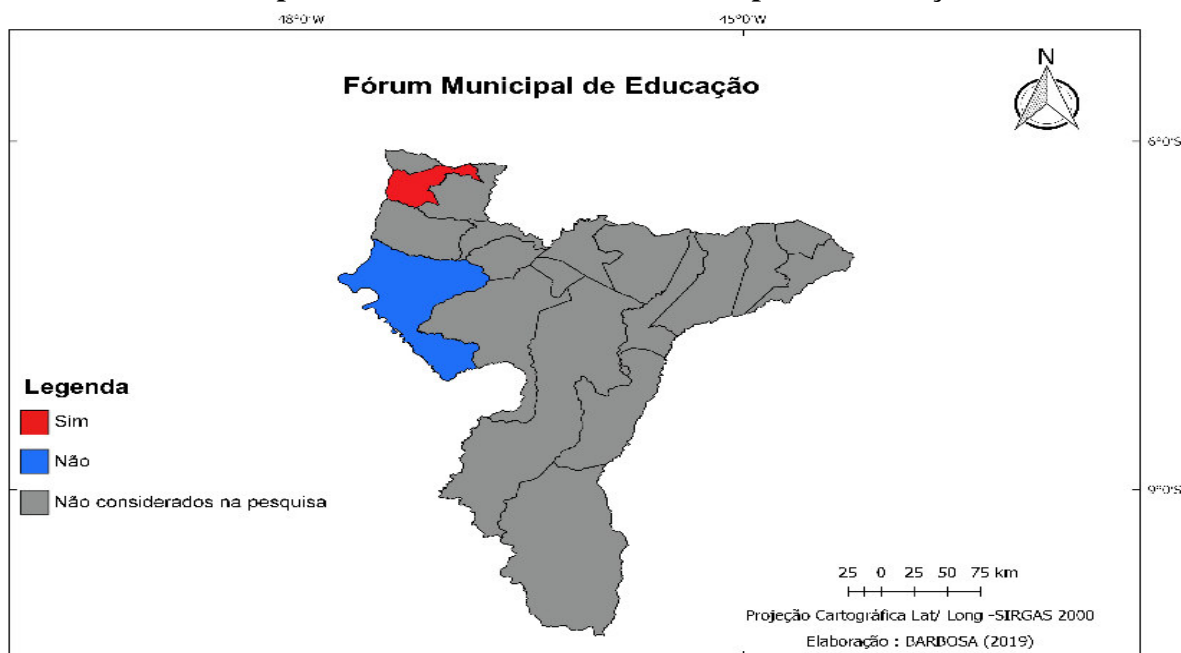 48°0'W
45°0'W
Fórum Municipal de Educação
N
6°0'S
Legenda
Sim
Não
Não considerados na pesquisa
9°0'S
25 0 25 50 75 km
Projeção Cartográfica Lat/ Long -SIRGAS 2000
Elaboração : BARBOSA (2019)